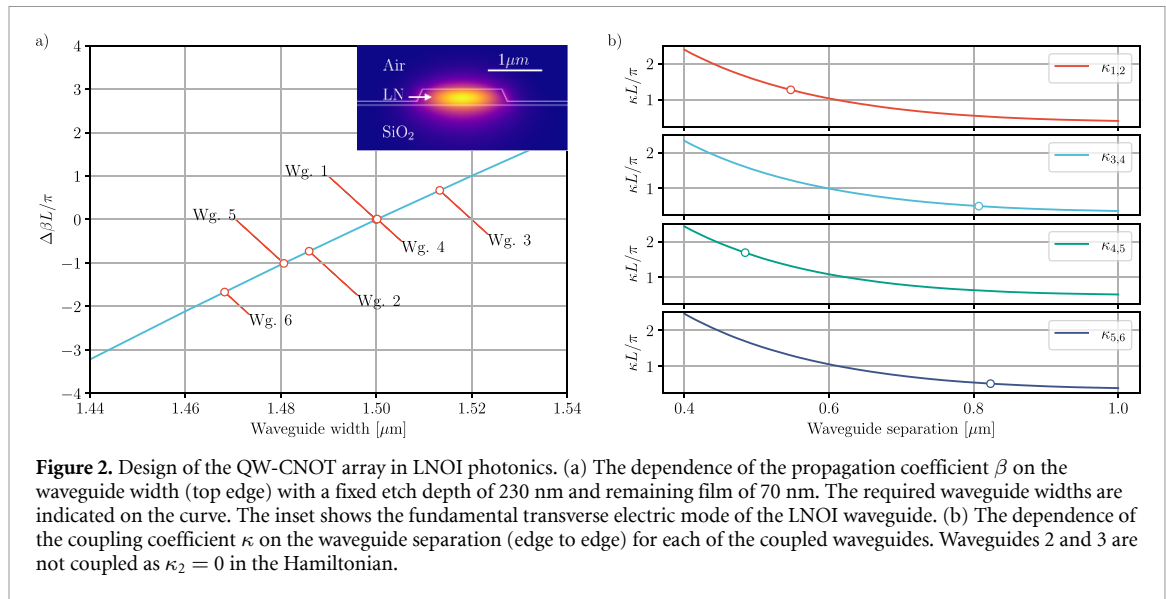 a)
4
3
2
1
0
−1
−2
−3
−4
ΔβL/π
1.44
1.46
1.48
1.50
1.52
1.54
Waveguide width [μm]
Air
1μm
LN
SiO₂
Wg. 1
Wg. 5
Wg. 4
Wg. 3
Wg. 2
Wg. 6
b)
κL/π
2
1
κ₁,₂
κL/π
2
1
κ₃,₄
κL/π
2
1
κ₄,₅
κL/π
2
1
κ₅,₆
0.4
0.6
0.8
1.0
Waveguide separation [μm]
Figure 2. Design of the QW-CNOT array in LNOI photonics. (a) The dependence of the propagation coefficient β on the
waveguide width (top edge) with a fixed etch depth of 230 nm and remaining film of 70 nm. The required waveguide widths are
indicated on the curve. The inset shows the fundamental transverse electric mode of the LNOI waveguide. (b) The dependence of
the coupling coefficient κ on the waveguide separation (edge to edge) for each of the coupled waveguides. Waveguides 2 and 3 are
not coupled as κ₂ = 0 in the Hamiltonian.